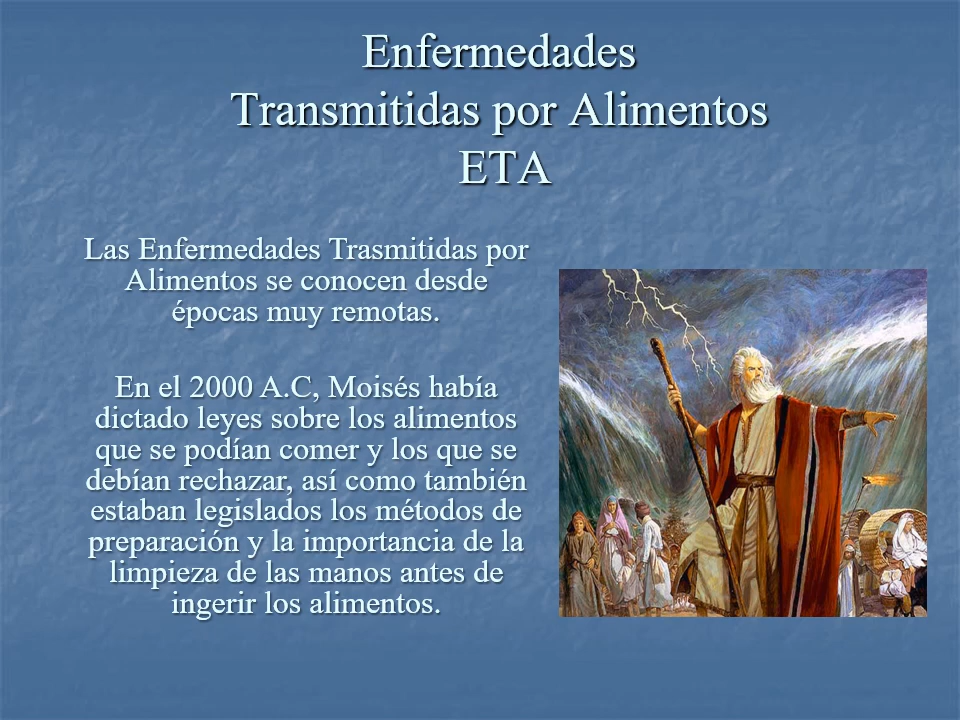 Enfermedades
Transmitidas por Alimentos
ETA
Las Enfermedades Trasmitidas por
Alimentos se conocen desde
épocas muy remotas.
En el 2000 A.C, Moisés había
dictado leyes sobre los alimentos
que se podían comer y los que se
debían rechazar, así como también
estaban legislados los métodos de
preparación y la importancia de la
limpieza de las manos antes de
ingerir los alimentos.